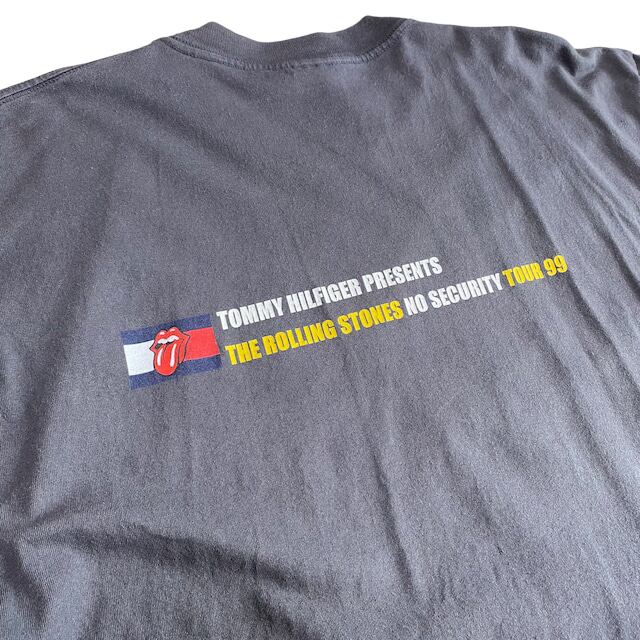 TOMMY HILFIGER PRESENTS
THE ROLLING STONES NO SECURITY TOUR 99